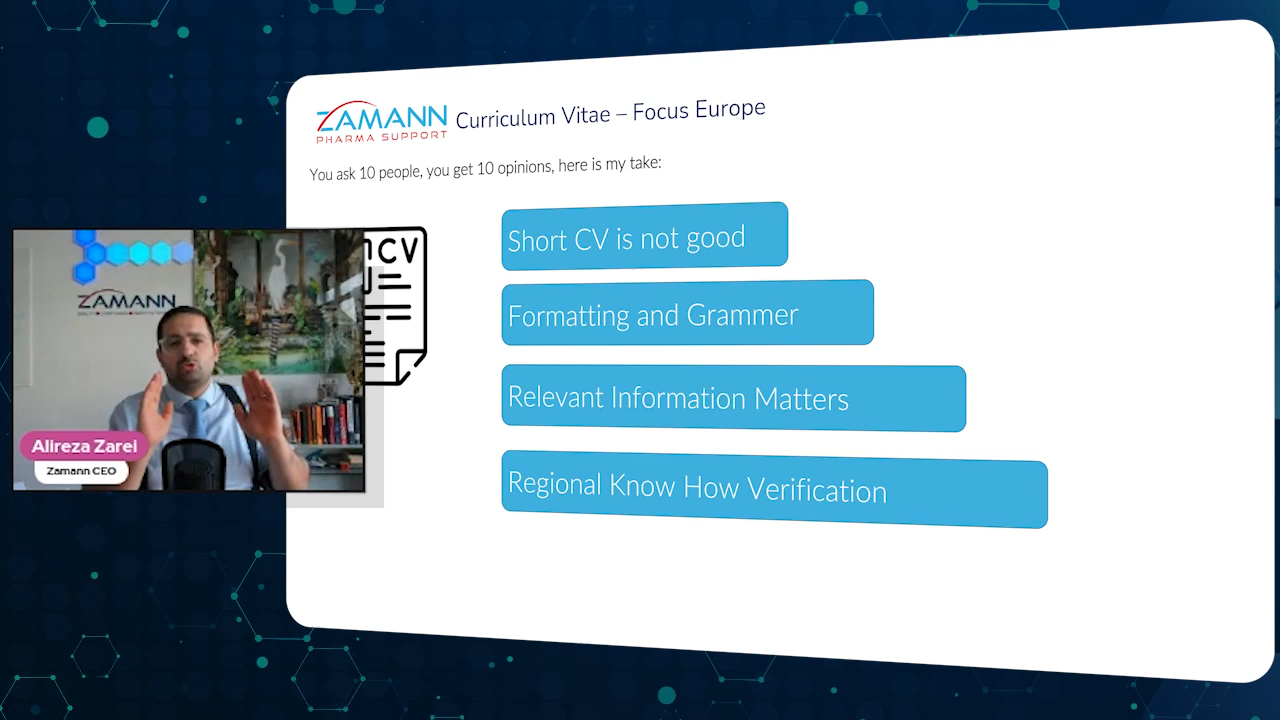 ZAMANN
PHARMA SUPPORT
Curriculum Vitae – Focus Europe
You ask 10 people, you get 10 opinions, here is my take:
CV
Short CV is not good
Formatting and Grammer
Relevant Information Matters
Regional Know How Verification
ZAMANN
Alireza Zarei
Zamann CEO